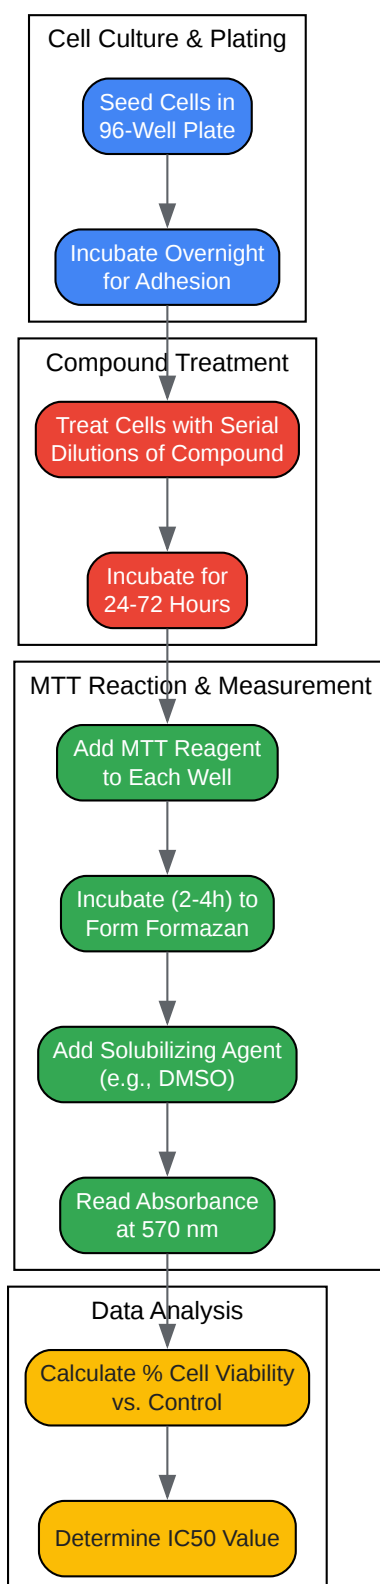 Cell Culture & Plating
Seed Cells in
96-Well Plate
Incubate Overnight
for Adhesion
Compound Treatment
Treat Cells with Serial
Dilutions of Compound
Incubate for
24-72 Hours
MTT Reaction & Measurement
Add MTT Reagent
to Each Well
Incubate (2-4h) to
Form Formazan
Add Solubilizing Agent
(e.g., DMSO)
Read Absorbance
at 570 nm
Data Analysis
Calculate % Cell Viability
vs. Control
Determine IC50 Value